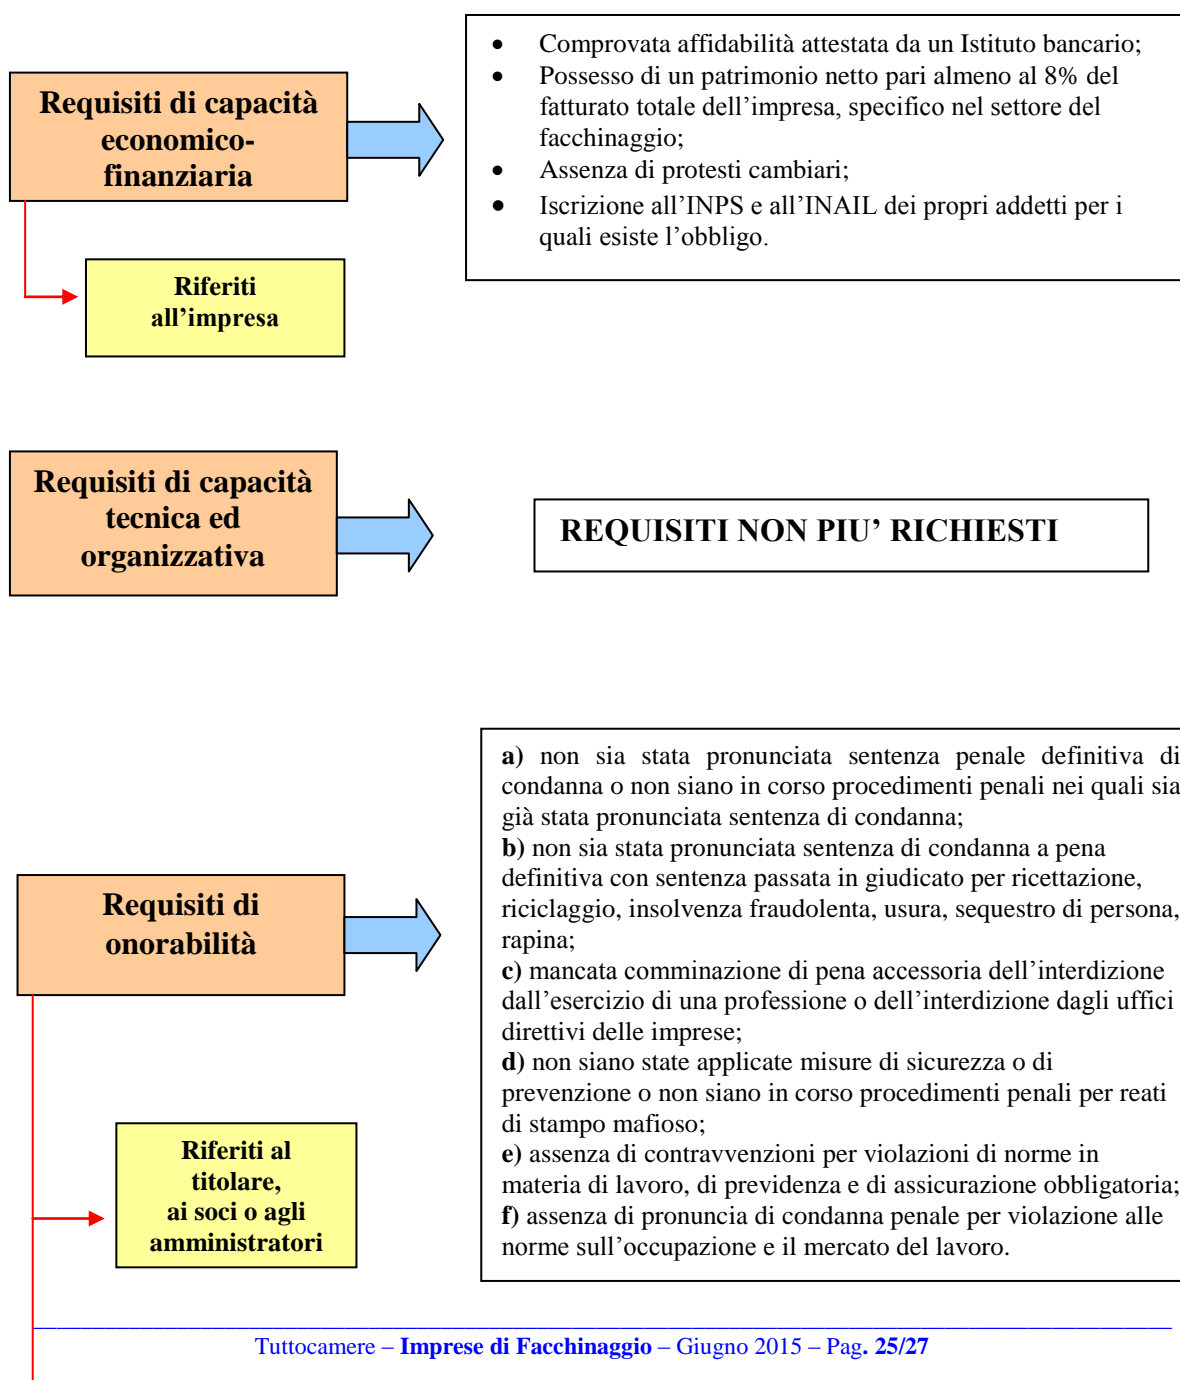 Requisiti di capacità
economico-
finanziaria
• Comprovata affidabilità attestata da un Istituto bancario;
• Possesso di un patrimonio netto pari almeno al 8% del
fatturato totale dell’impresa, specifico nel settore del
facchinaggio;
• Assenza di protesti cambiari;
• Iscrizione all’INPS e all’INAIL dei propri addetti per i
quali esiste l’obbligo.
Riferiti
all’impresa
Requisiti di capacità
tecnica ed
organizzativa
REQUISITI NON PIU’ RICHIESTI
Requisiti di
onorabilità
a) non sia stata pronunciata sentenza penale definitiva di
condanna o non siano in corso procedimenti penali nei quali sia
già stata pronunciata sentenza di condanna;
b) non sia stata pronunciata sentenza di condanna a pena
definitiva con sentenza passata in giudicato per ricettazione,
riciclaggio, insolvenza fraudolenta, usura, sequestro di persona,
rapina;
c) mancata comminazione di pena accessoria dell’interdizione
dall’esercizio di una professione o dell’interdizione dagli uffici
direttivi delle imprese;
d) non siano state applicate misure di sicurezza o di
prevenzione o non siano in corso procedimenti penali per reati
di stampo mafioso;
e) assenza di contravvenzioni per violazioni di norme in
materia di lavoro, di previdenza e di assicurazione obbligatoria;
f) assenza di pronuncia di condanna penale per violazione alle
norme sull’occupazione e il mercato del lavoro.
Riferiti al
titolare,
ai soci o agli
amministratori
Tuttocamere – Imprese di Facchinaggio – Giugno 2015 – Pag. 25/27